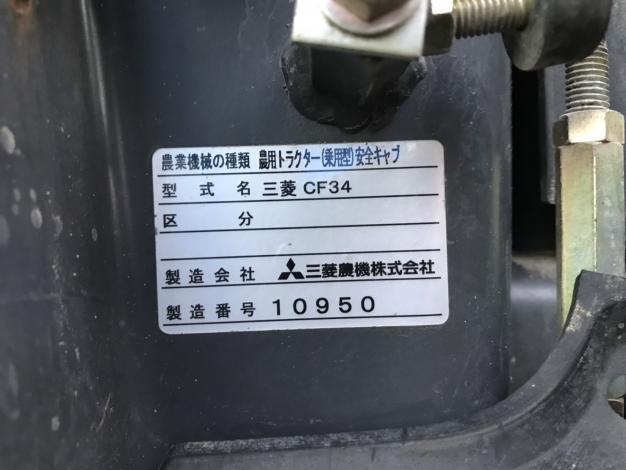 農業機械の種類 農用トラクター(乗用型)安全キャブ
型式名 三菱 CF34
区分
製造会社 三菱農機株式会社
製造番号 10950